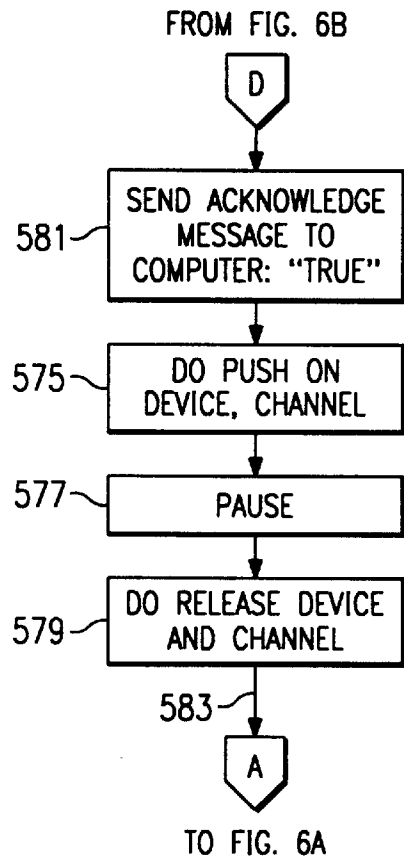 FROM FIG. 6B
D
581
SEND ACKNOWLEDGE
MESSAGE TO
COMPUTER: “TRUE”
575
DO PUSH ON
DEVICE, CHANNEL
577
PAUSE
579
DO RELEASE DEVICE
AND CHANNEL
583
A
TO FIG. 6A